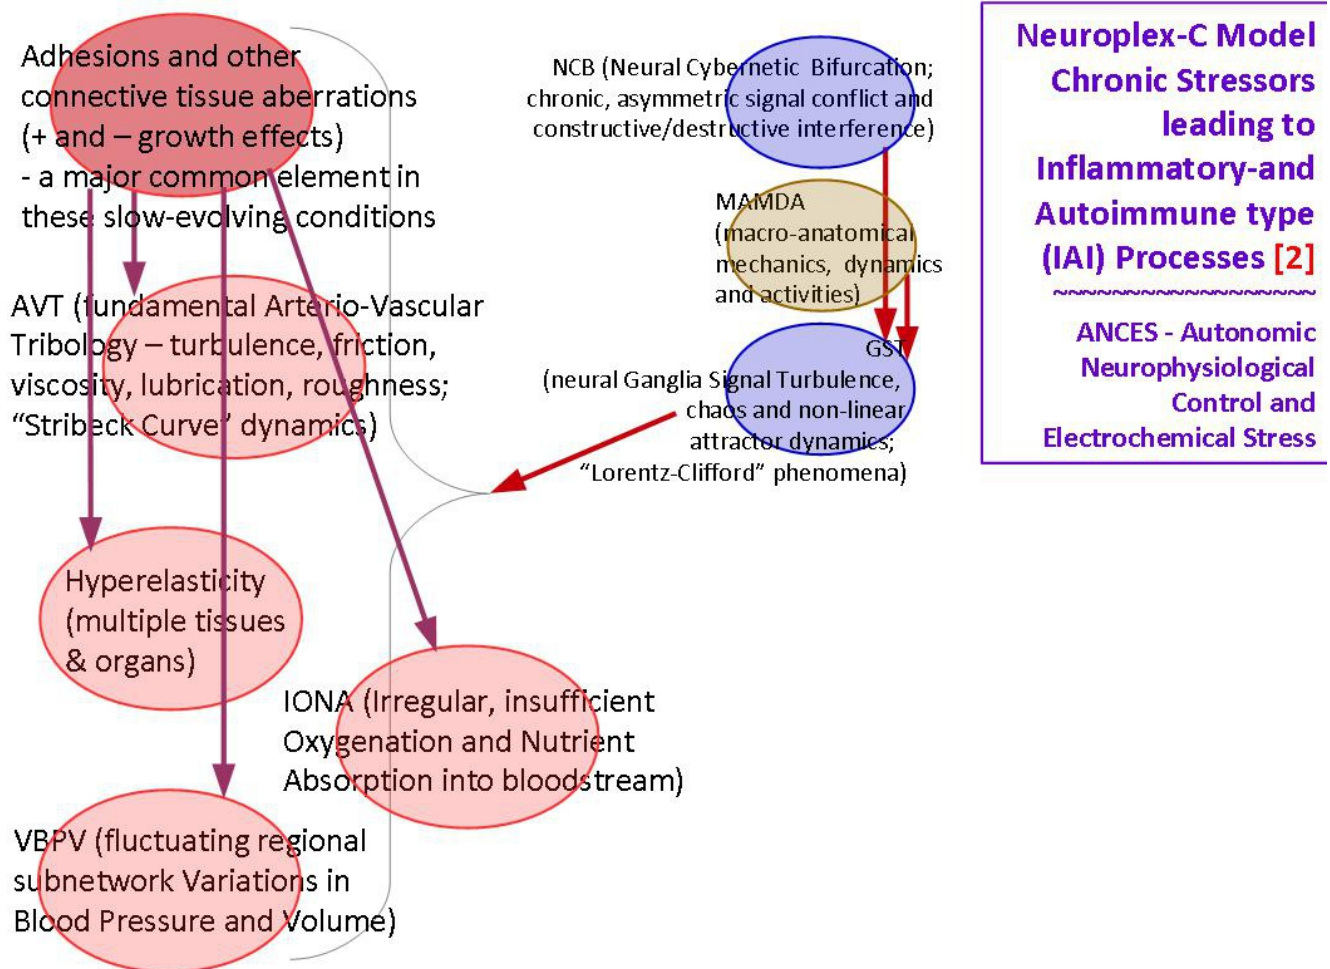 Adhesions and other
connective tissue aberrations
(+ and – growth effects)
- a major common element in
these slow-evolving conditions
AVT (fundamental Arterio-Vascular
Tribology – turbulence, friction,
viscosity, lubrication, roughness;
“Stribeck Curve” dynamics)
Hyperelasticity
(multiple tissues
& organs)
IONA (Irregular, insufficient
Oxygenation and Nutrient
Absorption into bloodstream)
VBPV (fluctuating regional
subnetwork Variations in
Blood Pressure and Volume)
NCB (Neural Cybernetic Bifurcation;
chronic, asymmetric signal conflict and
constructive/destructive interference)
MAMDA
(macro-anatomical
mechanics, dynamics
and activities)
GST
(neural Ganglia Signal Turbulence,
chaos and non-linear
attractor dynamics;
“Lorentz-Clifford” phenomena)
Neuroplex-C Model
Chronic Stressors
leading to
Inflammatory-and
Autoimmune type
(IAI) Processes [2]
~~~~~~~~~~~~~~~~~~
ANCES - Autonomic
Neurophysiological
Control and
Electrochemical Stress